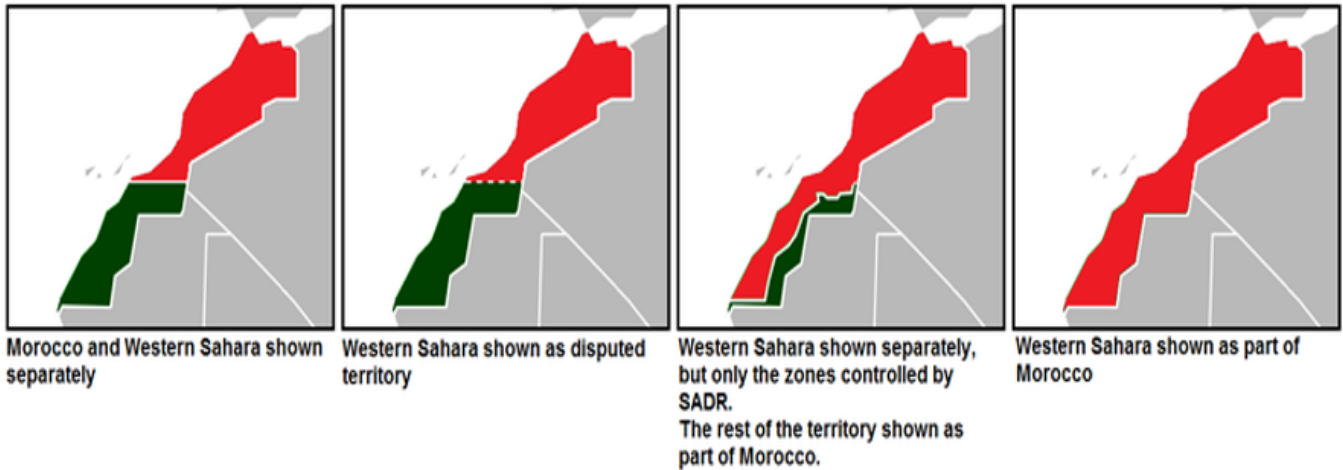 Morocco and Western Sahara shown
separately
Western Sahara shown as disputed
territory
Western Sahara shown separately,
but only the zones controlled by
SADR.
The rest of the territory shown as
part of Morocco.
Western Sahara shown as part of
Morocco